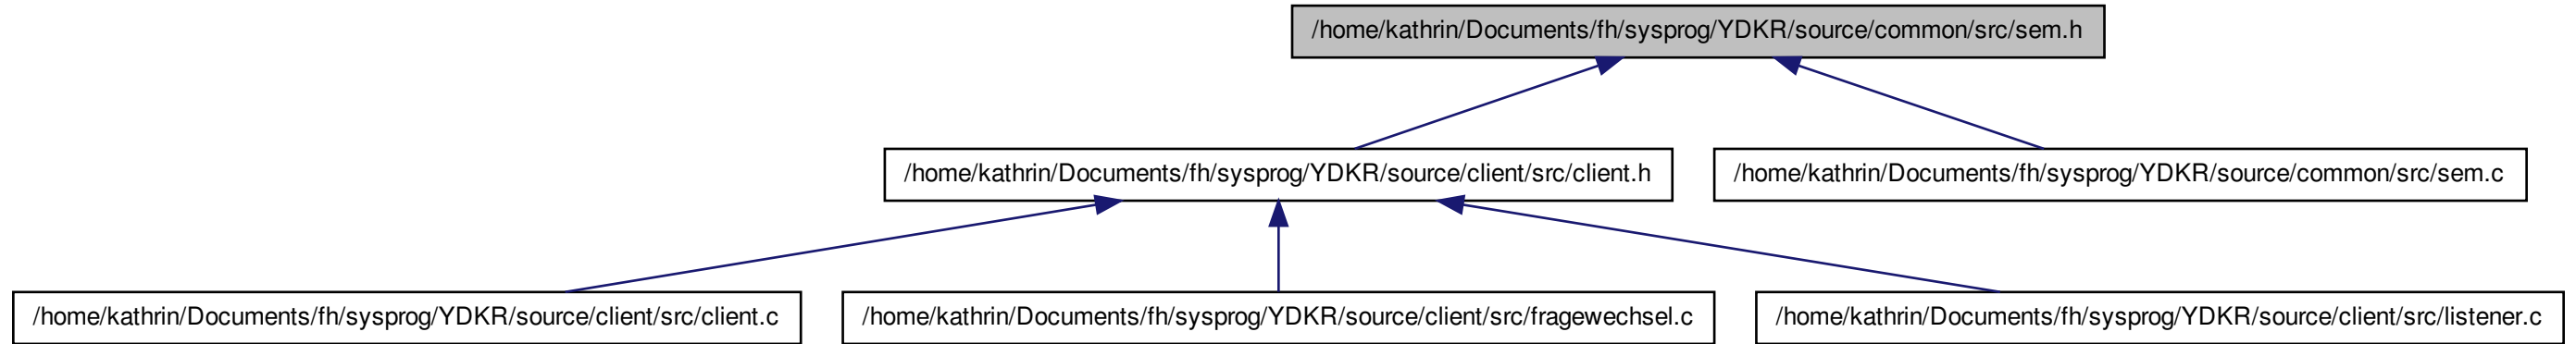 /home/kathrin/Documents/fh/sysprog/YDKR/source/common/src/sem.h
/home/kathrin/Documents/fh/sysprog/YDKR/source/client/src/client.h
/home/kathrin/Documents/fh/sysprog/YDKR/source/common/src/sem.c
/home/kathrin/Documents/fh/sysprog/YDKR/source/client/src/client.c
/home/kathrin/Documents/fh/sysprog/YDKR/source/client/src/fragewechsel.c
/home/kathrin/Documents/fh/sysprog/YDKR/source/client/src/listener.c